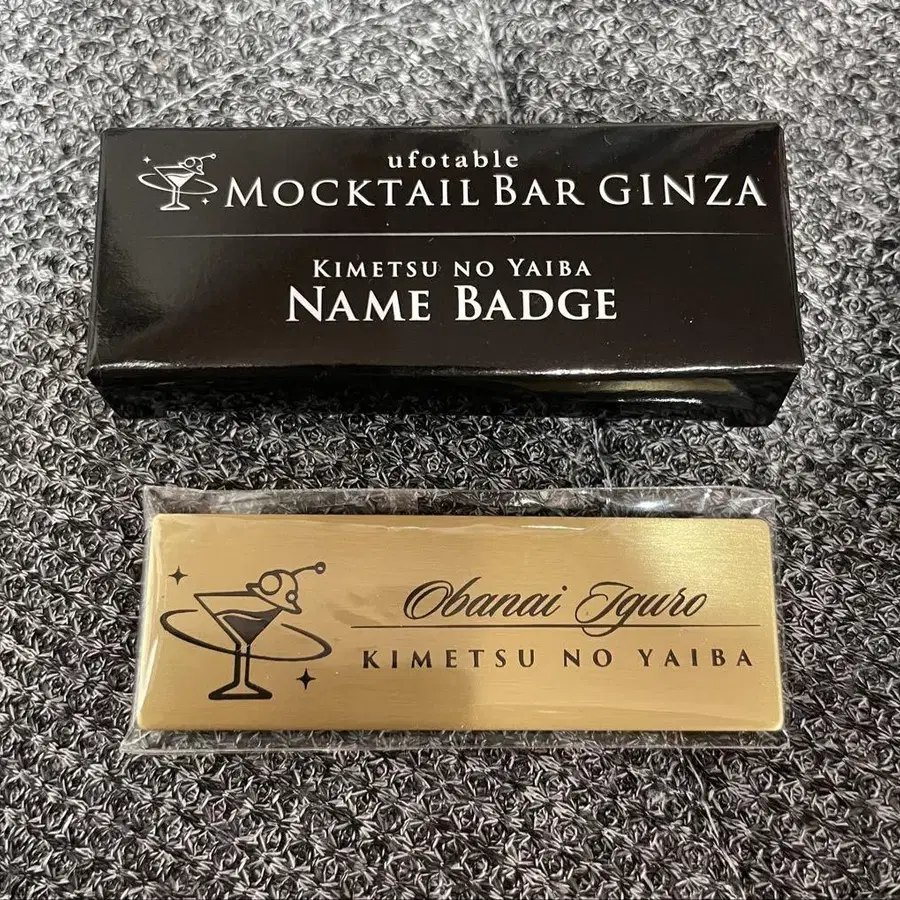 ufotable
MOCKTAIL BAR GINZA
KIMETSU NO YAIBA
NAME BADGE
Obanai Iguro
KIMETSU NO YAIBA